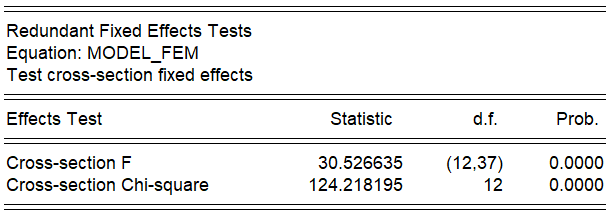 Redundant Fixed Effects Tests
Equation: MODEL_FEM
Test cross-section fixed effects
Effects Test Statistic d.f. Prob.
Cross-section F 30.526635 (12,37) 0.0000
Cross-section Chi-square 124.218195 12 0.0000